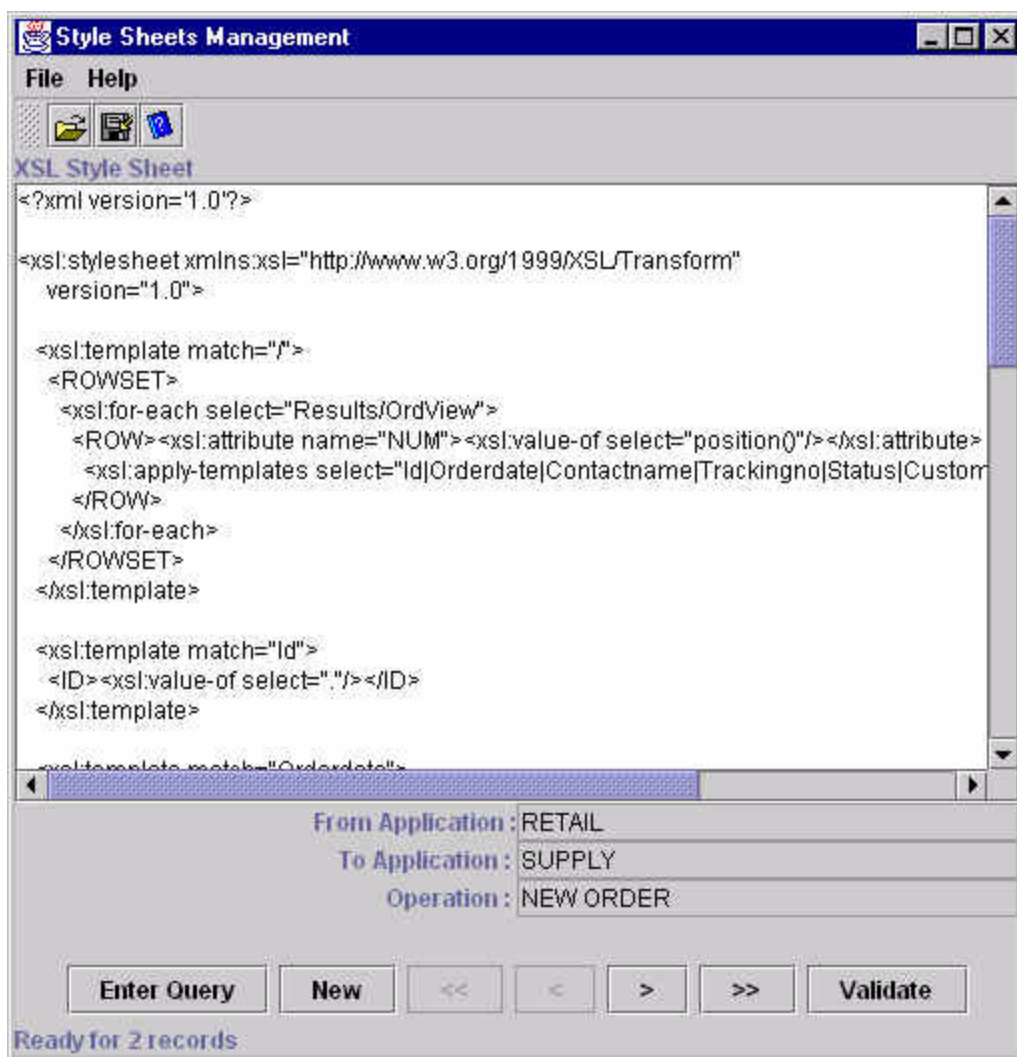 Style Sheets Management
File Help
XSL Style Sheet
<?xml version='1.0'?>
<xsl:stylesheet xmlns:xsl="http://www.w3.org/1999/XSL/Transform"
version="1.0">
<xsl:template match="/">
<ROWSET>
<xsl:for-each select="Results/OrdView">
<ROW><xsl:attribute name="NUM"><xsl:value-of select="position()"/></xsl:attribute>
<xsl:apply-templates select="Id|Orderdate|Contactname|Trackingno|Status|Custom
</ROW>
</xsl:for-each>
</ROWSET>
</xsl:template>
<xsl:template match="Id">
<ID><xsl:value-of select="."/></ID>
</xsl:template>
<xsl:template match="Orderdate">
From Application : RETAIL
To Application : SUPPLY
Operation : NEW ORDER
Enter Query New << < > >> Validate
Ready for 2 records